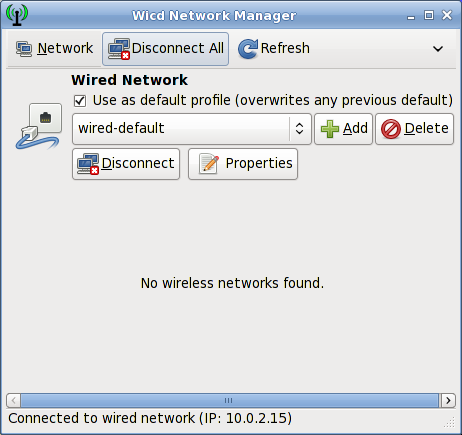 Wicd Network Manager
Network Disconnect All Refresh
Wired Network
Use as default profile (overwrites any previous default)
wired-default Add Delete
Disconnect Properties
No wireless networks found.
Connected to wired network (IP: 10.0.2.15)